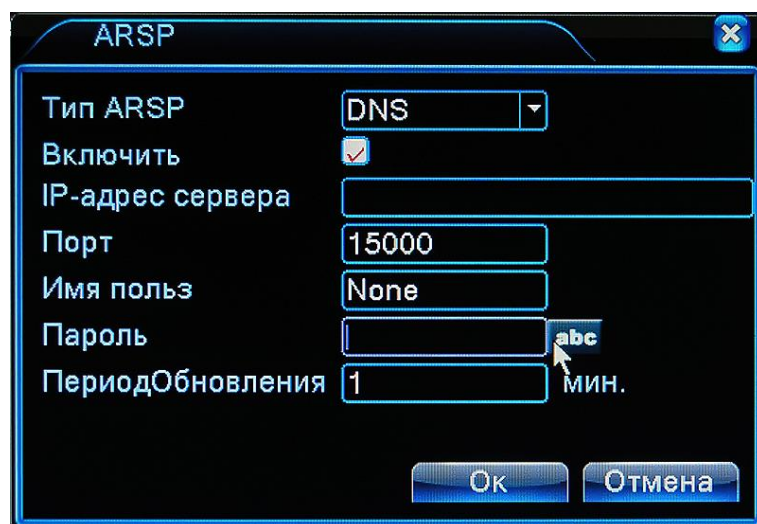 ARSP
Тип ARSP DNS
Включить
IP-адрес сервера
Порт 15000
Имя польз None
Пароль abc
ПериодОбновления 1 мин.
Ок Отмена